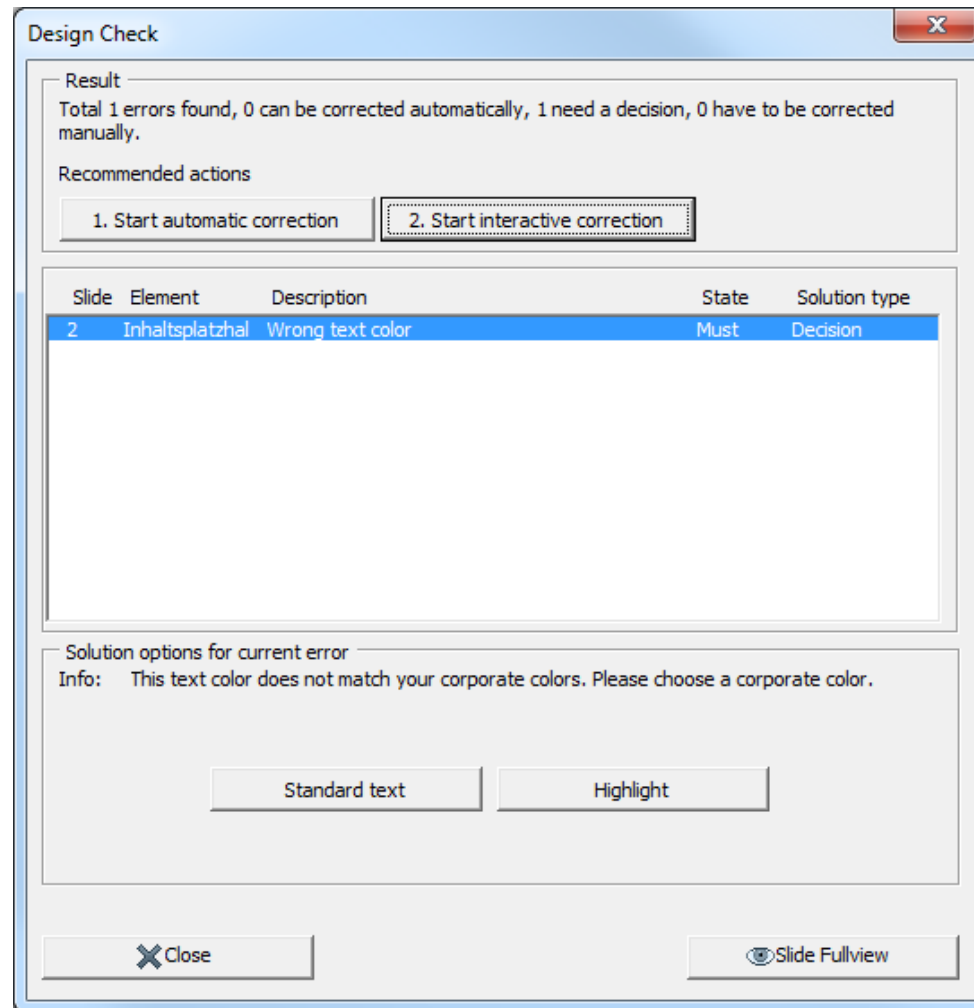 Design Check
Result
Total 1 errors found, 0 can be corrected automatically, 1 need a decision, 0 have to be corrected
manually.
Recommended actions
1. Start automatic correction
2. Start interactive correction
Slide Element Description State Solution type
2 Inhaltsplatzhal Wrong text color Must Decision
Solution options for current error
Info: This text color does not match your corporate colors. Please choose a corporate color.
Standard text
Highlight
Close
Slide Fullview